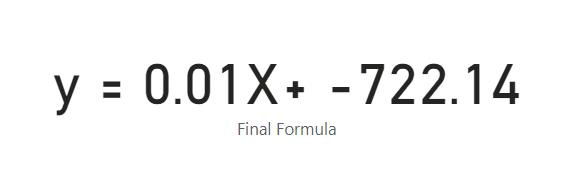 y = 0.01X+ -722.14
Final Formula